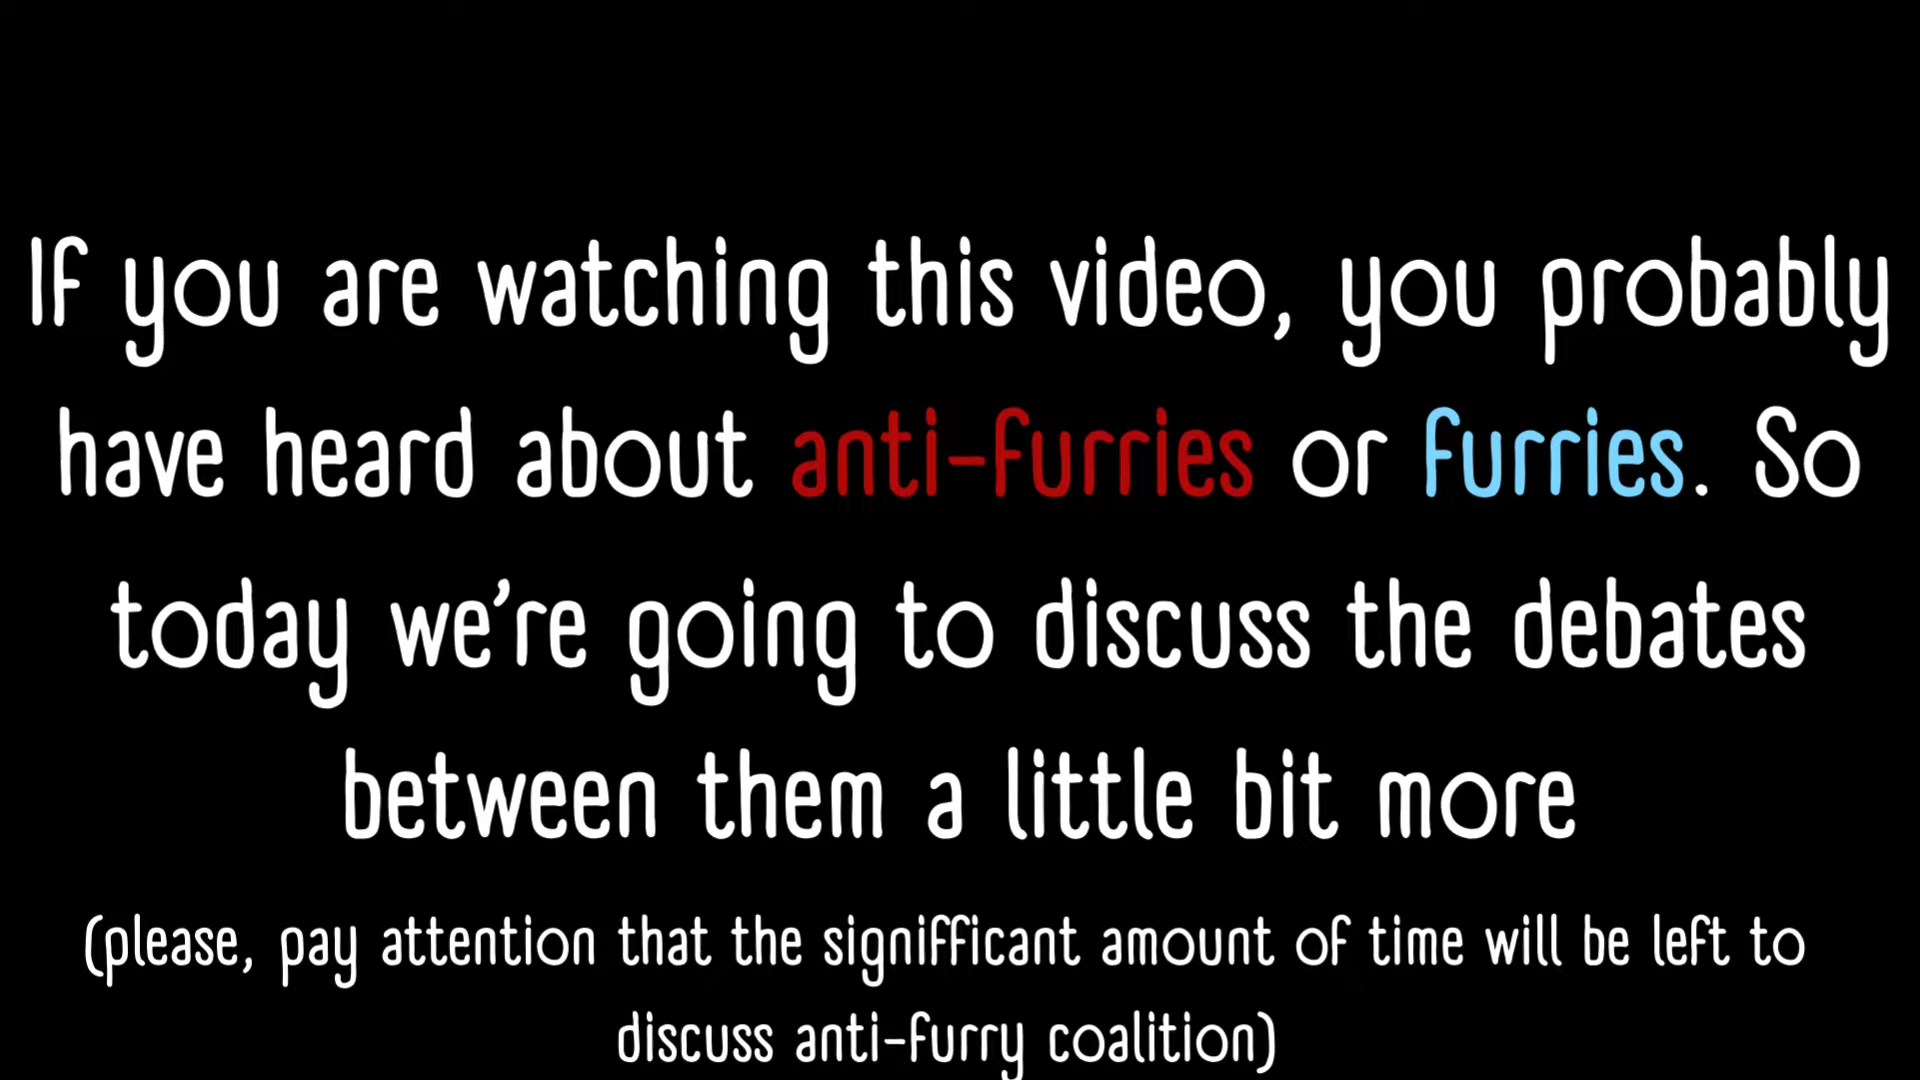 If you are watching this video, you probably
have heard about anti-furries or furries. So
today we're going to discuss the debates
between them a little bit more
(please, pay attention that the signifficant amount of time will be left to
discuss anti-furry coalition)